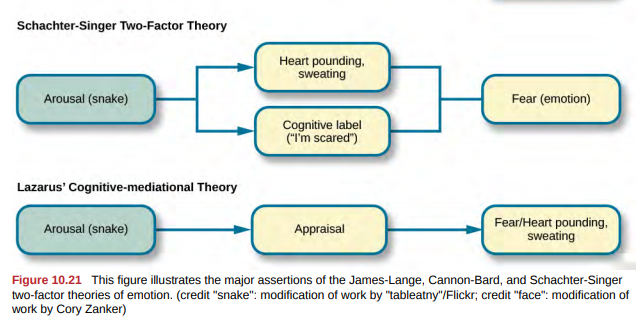 Schachter-Singer Two-Factor Theory
Arousal (snake)
Heart pounding,
sweating
Cognitive label
("I'm scared")
Fear (emotion)
Lazarus' Cognitive-mediational Theory
Arousal (snake)
Appraisal
Fear/Heart pounding,
sweating
Figure 10.21 This figure illustrates the major assertions of the James-Lange, Cannon-Bard, and Schachter-Singer
two-factor theories of emotion. (credit "snake": modification of work by "tableatny"/Flickr; credit "face": modification of
work by Cory Zanker)